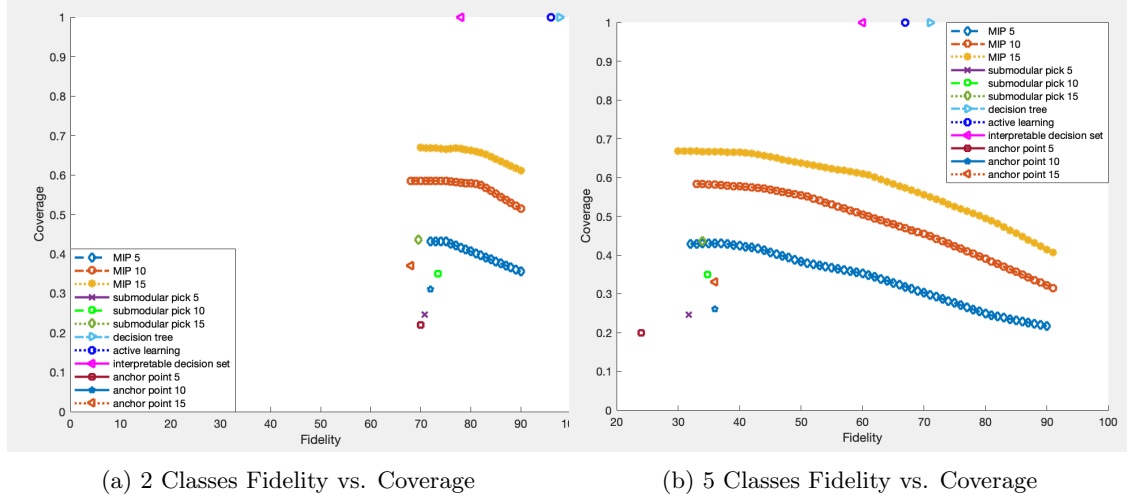 1
0.9
0.8
0.7
0.6
0.5
0.4
0.3
0.2
0.1
0
Coverage
MIP 5
MIP 10
MIP 15
submodular pick 5
submodular pick 10
submodular pick 15
decision tree
active learning
interpretable decision set
anchor point 5
anchor point 10
anchor point 15
0 10 20 30 40 50 60 70 80 90
Fidelity
(a) 2 Classes Fidelity vs. Coverage
1
0.9
0.8
0.7
0.6
0.5
0.4
0.3
0.2
0.1
0
Coverage
MIP 5
MIP 10
MIP 15
submodular pick 5
submodular pick 10
submodular pick 15
decision tree
active learning
interpretable decision set
anchor point 5
anchor point 10
anchor point 15
20 30 40 50 60 70 80 90 100
Fidelity
(b) 5 Classes Fidelity vs. Coverage